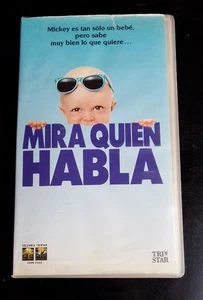 Mickey es tan sólo un bebé,
pero sabe
muy bien lo que quiere...
MIRA QUIEN
HABLA
TRI
STAR